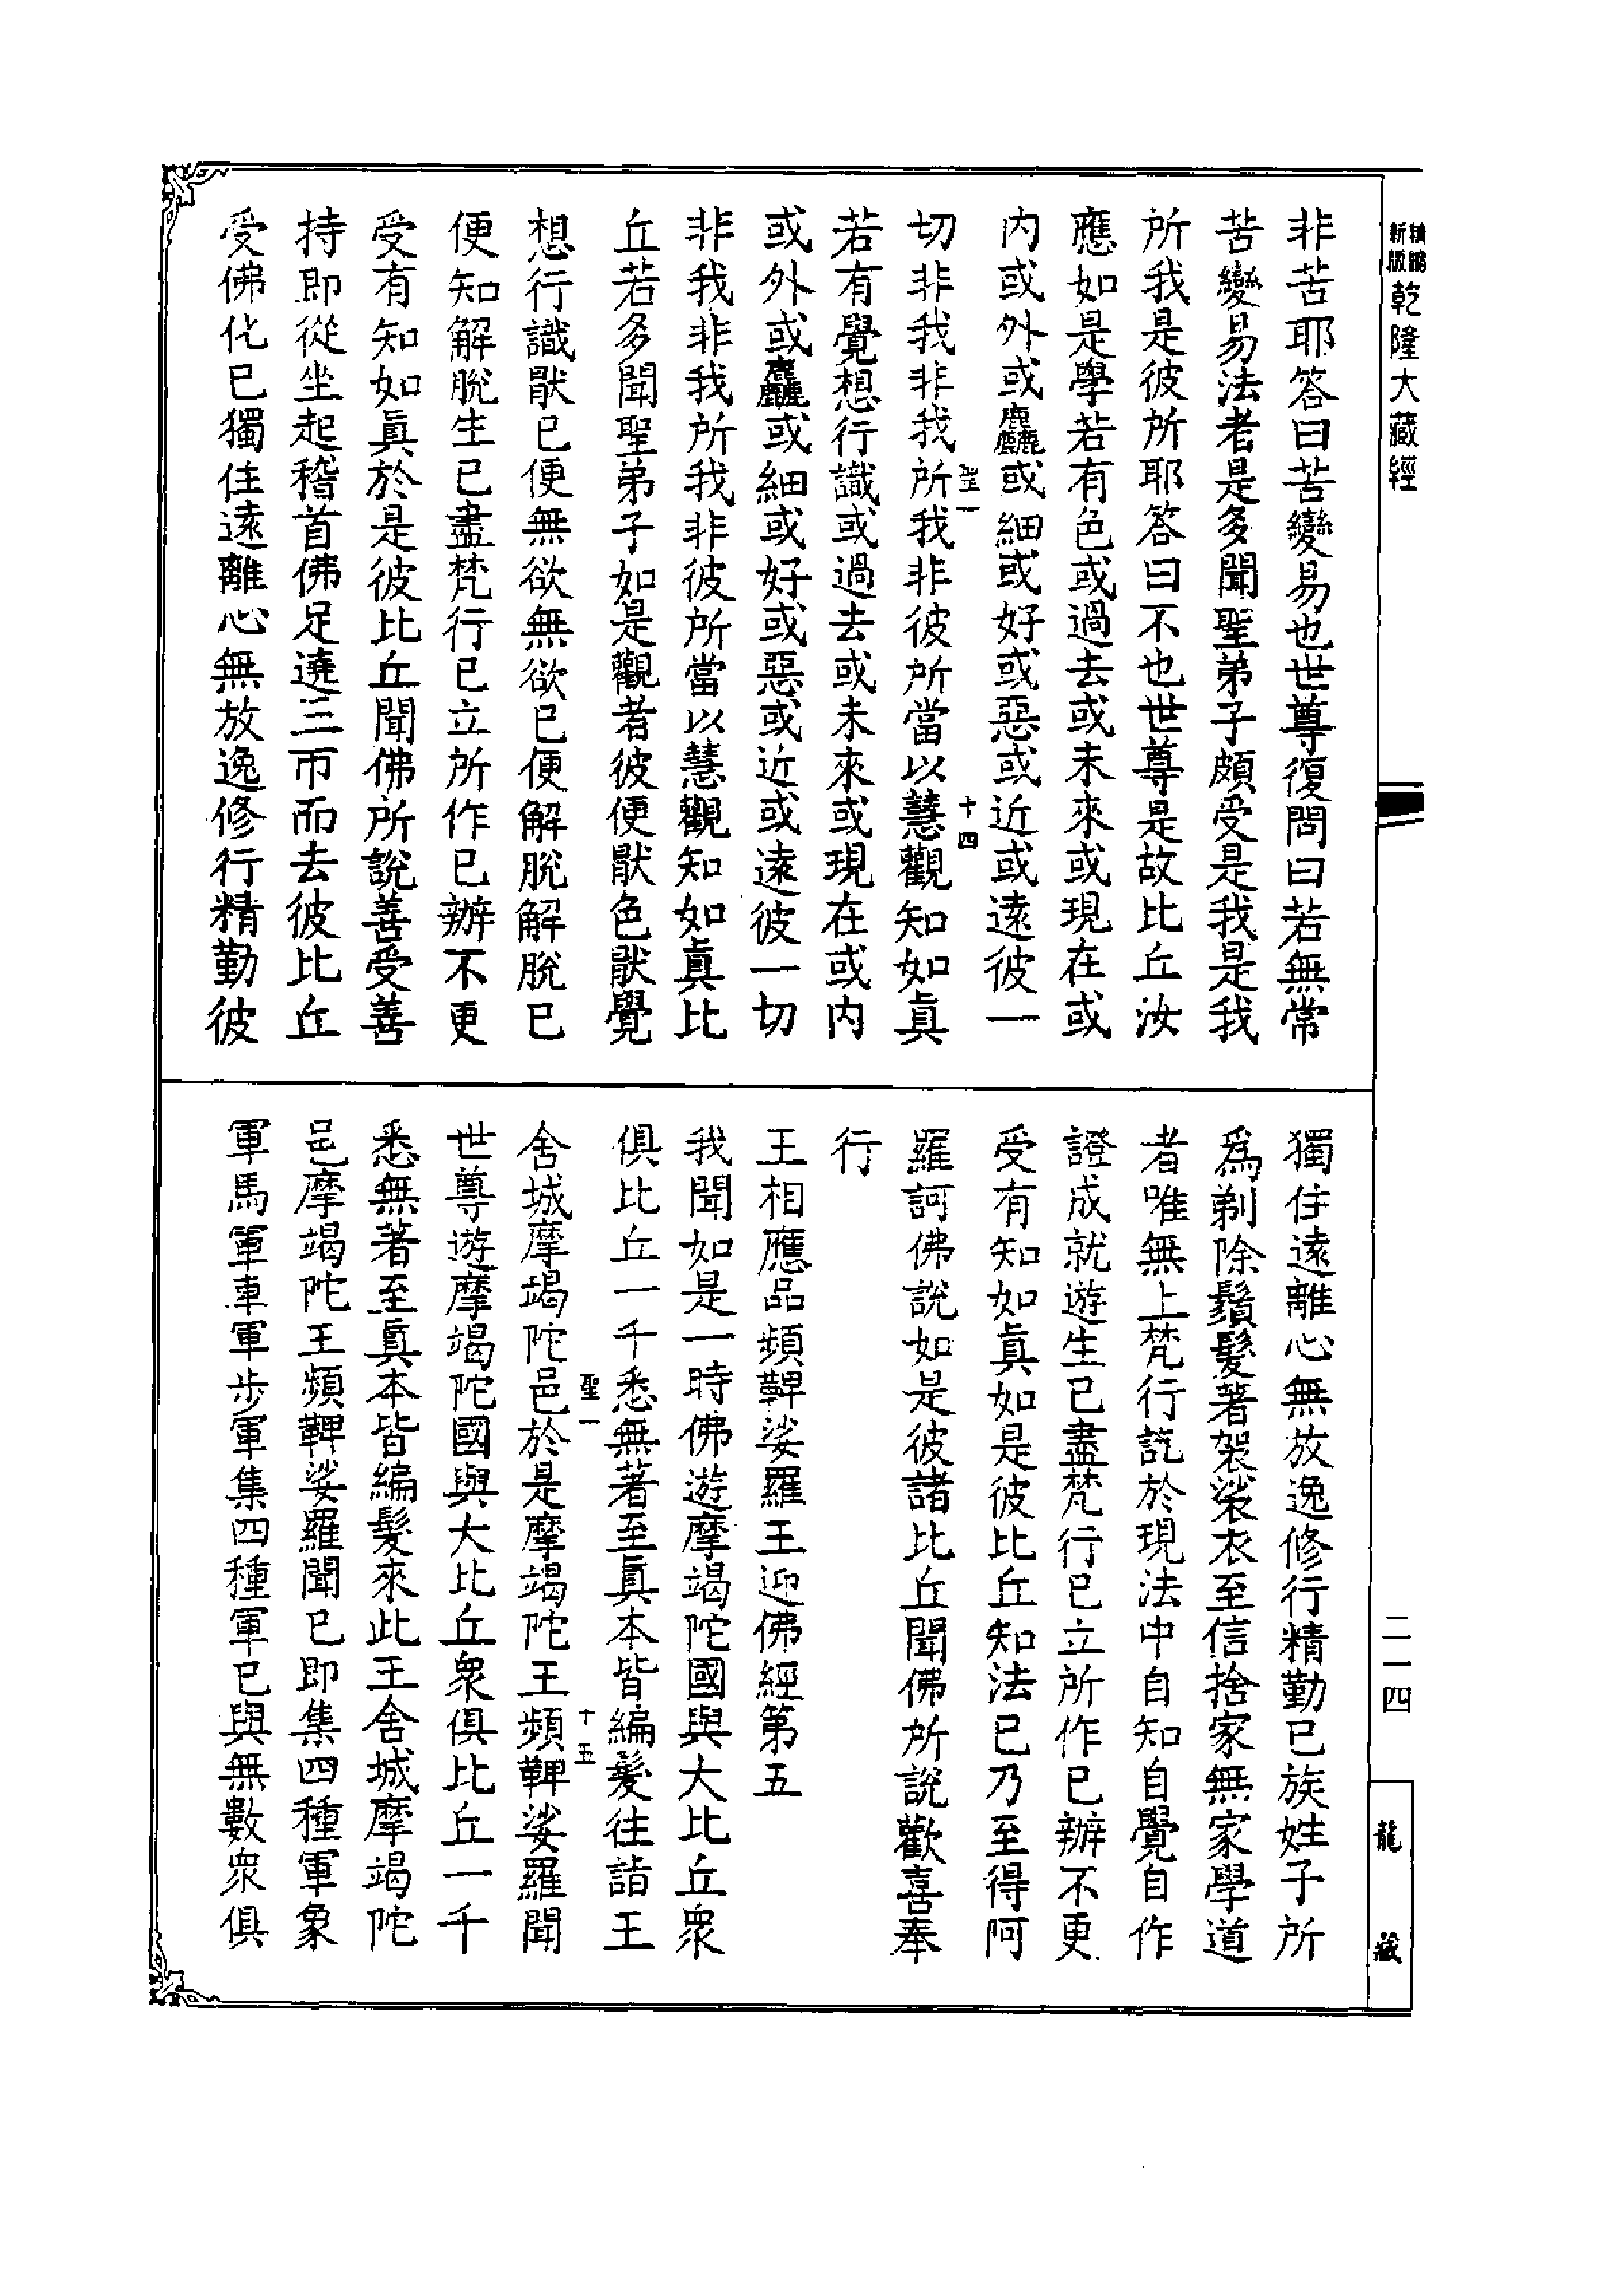 精縮
新版
乾隆大藏經
非苦耶答曰苦變易也世尊復問曰若無常
苦變易法者是多聞聖弟子頗受是我是我
所我是彼所耶答曰不也世尊是故比丘汝
應如是學若有色或過去或未來或現在或
内或外或麤或細或好或惡或近或遠彼一
聖一
十四
切非我非我所我非彼所當以慧觀知如眞
若有覺想行識或過去或未來或現在或内
或外或麤或細或好或惡或近或遠彼一切
非我非我所我非彼所當以慧觀知如眞比
丘若多聞聖弟子如是觀者彼便猒色猒覺
想行識猒已便無欲無欲已便解脫解脫已
便知解脫生已盡梵行已立所作已辦不更
受有知如眞於是彼比丘聞佛所說善受善
持即從坐起稽首佛足遶三帀而去彼比丘
受佛化已獨住遠離心無放逸修行精勤彼
獨住遠離心無放逸修行精勤已族姓子所
爲剃除鬚髮著袈裟衣至信捨家無家學道
者唯無上梵行訖於現法中自知自覺自作
證成就遊生已盡梵行已立所作已辦不更
受有知如眞如是彼比丘知法已乃至得阿
羅訶佛說如是彼諸比丘聞佛所說歡喜奉
行
王相應品頻鞞娑羅王迎佛經第五
我聞如是一時佛遊摩竭陀國與大比丘衆
俱比丘一千悉無著至眞本皆編髮往詣王
聖一
十五
舍城摩竭陀邑於是摩竭陀王頻鞞娑羅聞
世尊遊摩竭陀國與大比丘衆俱比丘一千
悉無著至眞本皆編髮來此王舍城摩竭陀
邑摩竭陀王頻鞞娑羅聞已即集四種軍象
軍馬軍車軍步軍集四種軍已與無數衆俱
二一四
龍藏